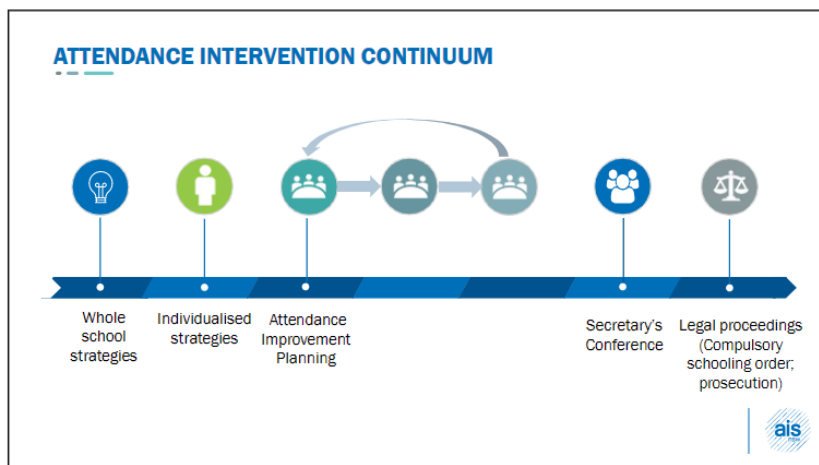 ATTENDANCE INTERVENTION CONTINUUM
Whole
school
strategies
Individualised
strategies
Attendance
Improvement
Planning
Secretary's
Conference
Legal proceedings
(Compulsory
schooling order;
prosecution)
ais